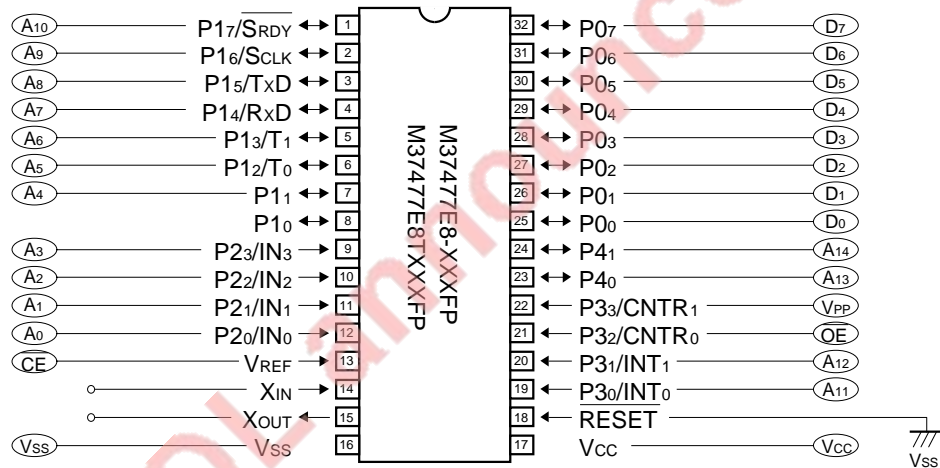 A10 P17/SRDY 1 32 P07 D7
A9 P16/SCLK 2 31 P06 D6
A8 P15/TXD 3 30 P05 D5
A7 P14/RXD 4 29 P04 D4
A6 P13/T1 5 28 P03 D3
A5 P12/T0 6 27 P02 D2
A4 P11 7 26 P01 D1
P10 8 25 P00 D0
A3 P23/IN3 9 24 P41 A14
A2 P22/IN2 10 23 P40 A13
A1 P21/IN1 11 22 P33/CNTR1 VPP
A0 P20/IN0 12 21 P32/CNTR0 OE
CE VREF 13 20 P31/INT1 A12
XIN 14 19 P30/INT0 A11
XOUT 15 18 RESET
VSS VSS 16 17 VCC VCC
VSS
M37477E8-XXXFP
M37477E8TXXXFP
OL announc